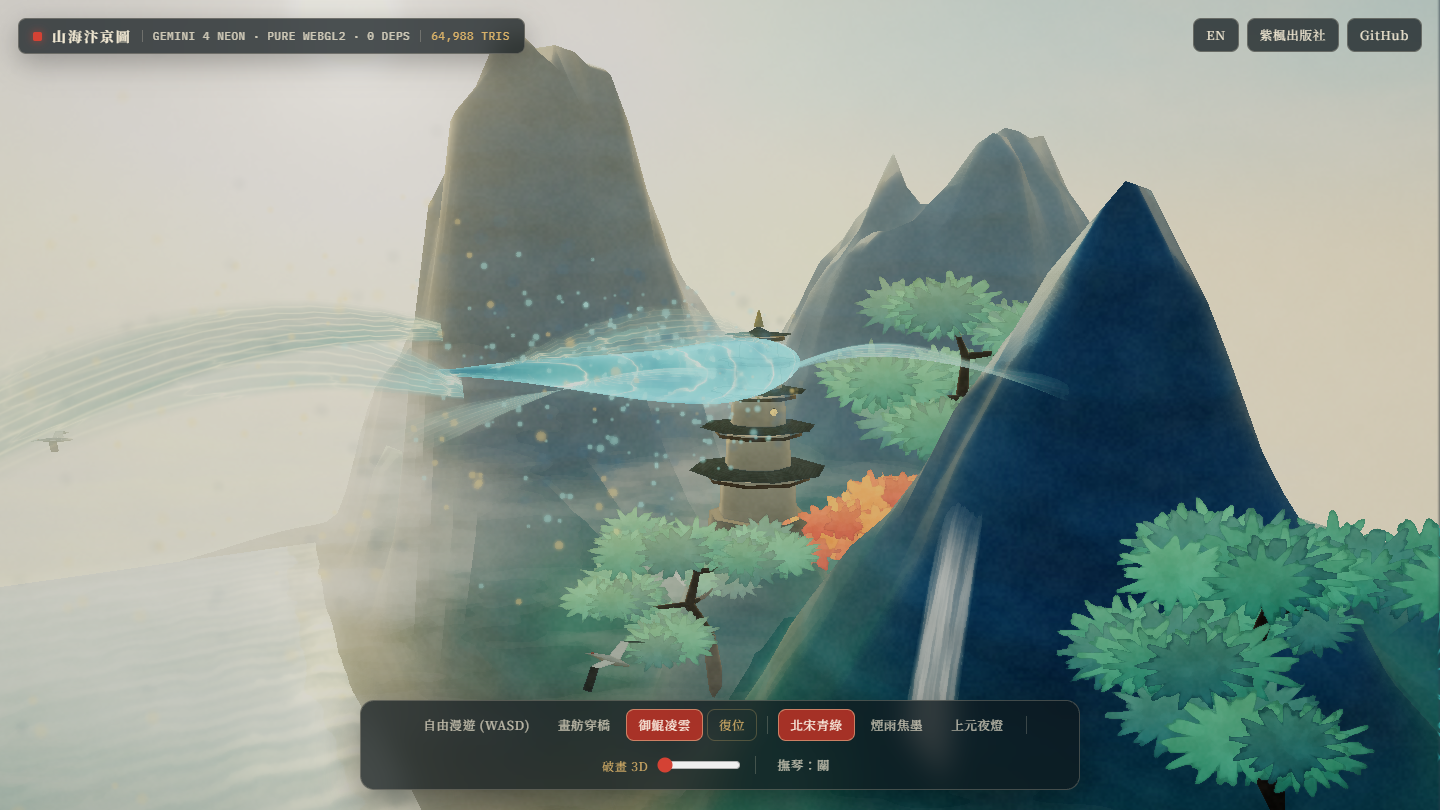 山海汴京圖 GEMINI 4 NEON · PURE WEBGL2 · 0 DEPS 64,988 TRIS
EN 紫楓出版社 GitHub
自由漫遊 (WASD) 畫舫穿橋 御鯤凌雲 復位 北宋青綠 煙雨焦墨 上元夜燈
破畫 3D 撫琴：關